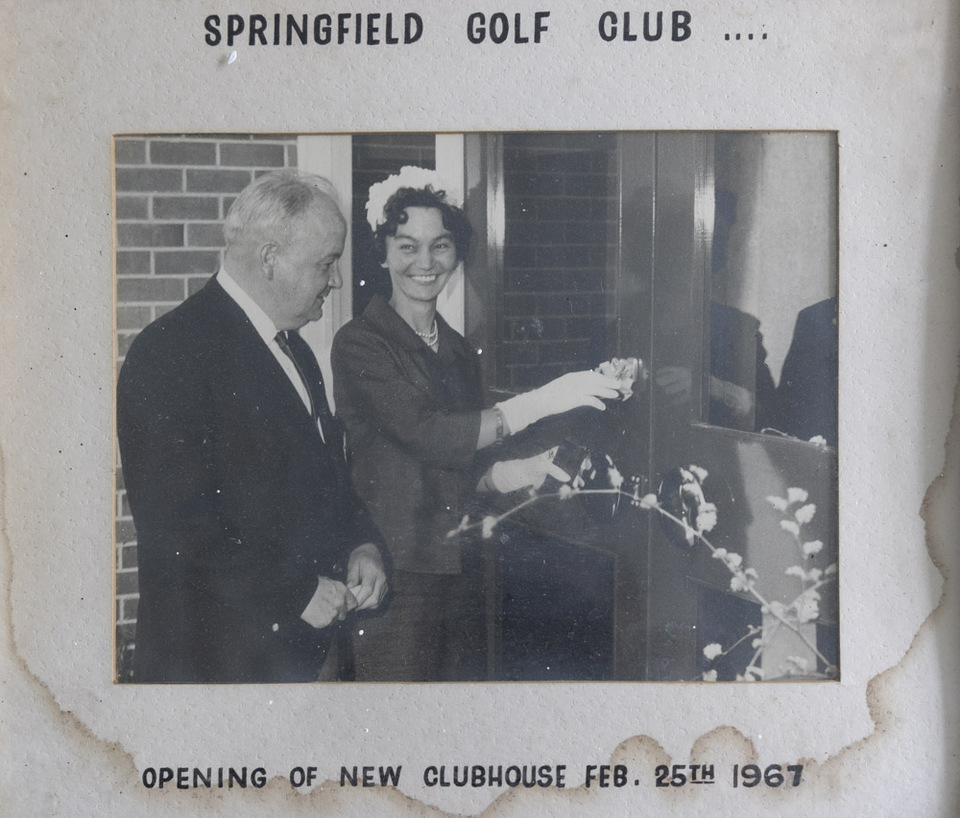 SPRINGFIELD GOLF CLUB ....
OPENING OF NEW CLUBHOUSE FEB. 25TH 1967